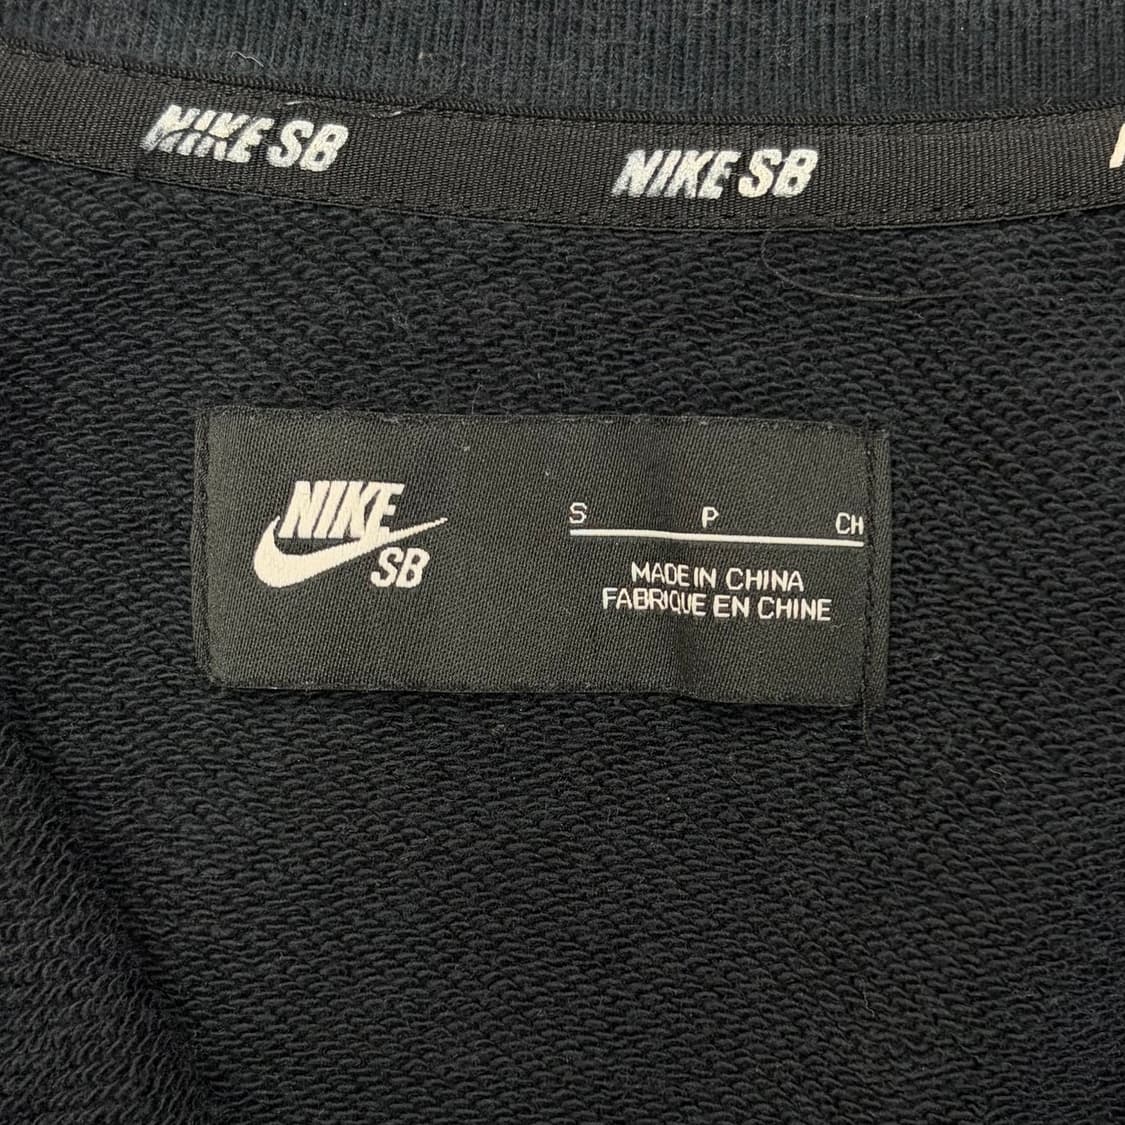 NIKE SB NIKE SB
NIKE
SB
S P CH
MADE IN CHINA
FABRIQUE EN CHINE